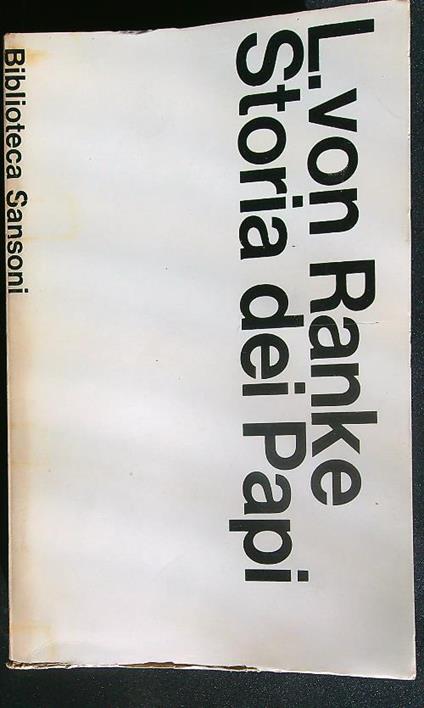 L.von Ranke
Storia dei Papi
Biblioteca Sansoni